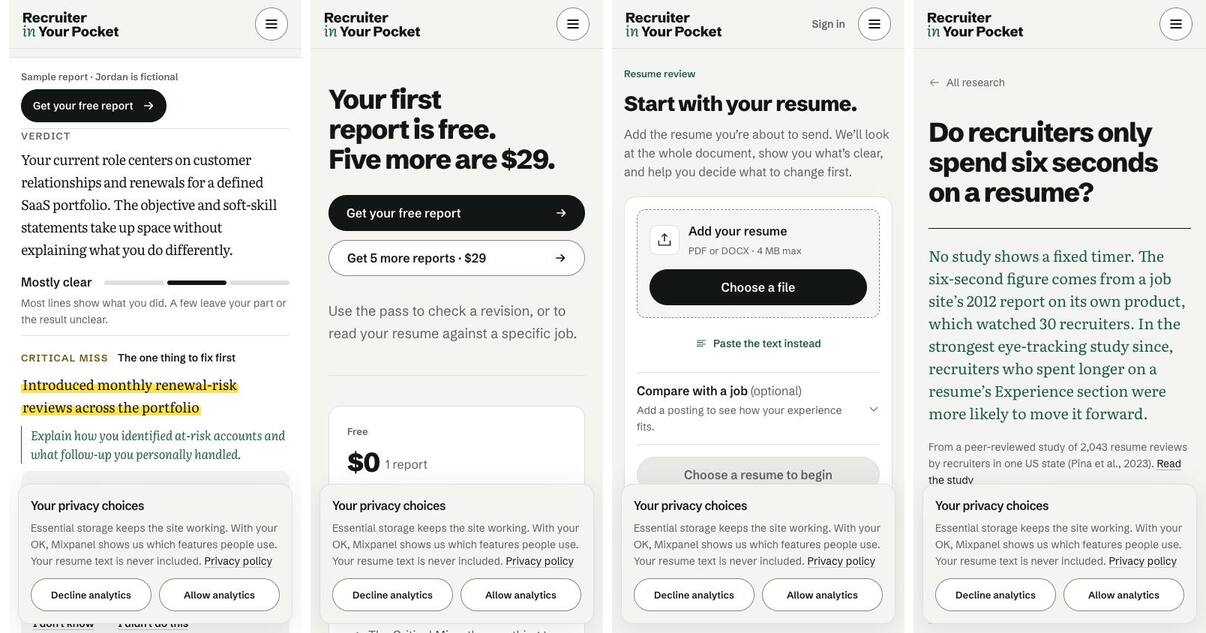 Recruiter
in Your Pocket
Sample report · Jordan is fictional
Get your free report →
VERDICT
Your current role centers on customer
relationships and renewals for a defined
SaaS portfolio. The objective and soft-skill
statements take up space without
explaining what you do differently.
Mostly clear
Most lines show what you did. A few leave your part or
the result unclear.
CRITICAL MISS The one thing to fix first
Introduced monthly renewal-risk
reviews across the portfolio
Explain how you identified at-risk accounts and
what follow-up you personally handled.
Your privacy choices
Essential storage keeps the site working. With your
OK, Mixpanel shows us which features people use.
Your resume text is never included. Privacy policy
Decline analytics
Allow analytics
I don't know
I didn't do this
Recruiter
in Your Pocket
Your first
report is free.
Five more are $29.
Get your free report →
Get 5 more reports · $29 →
Use the pass to check a revision, or to
read your resume against a specific job.
Free
$0 1 report
Your privacy choices
Essential storage keeps the site working. With your
OK, Mixpanel shows us which features people use.
Your resume text is never included. Privacy policy
Decline analytics
Allow analytics
Recruiter
in Your Pocket
Sign in
Resume review
Start with your resume.
Add the resume you're about to send. We'll look
at the whole document, show you what's clear,
and help you decide what to change first.
Add your resume
PDF or DOCX · 4 MB max
Choose a file
Paste the text instead
Compare with a job (optional)
Add a posting to see how your experience
fits.
Choose a resume to begin
Your privacy choices
Essential storage keeps the site working. With your
OK, Mixpanel shows us which features people use.
Your resume text is never included. Privacy policy
Decline analytics
Allow analytics
Recruiter
in Your Pocket
← All research
Do recruiters only
spend six seconds
on a resume?
No study shows a fixed timer. The
six-second figure comes from a job
site's 2012 report on its own product,
which watched 30 recruiters. In the
strongest eye-tracking study since,
recruiters who spent longer on a
resume's Experience section were
more likely to move it forward.
From a peer-reviewed study of 2,043 resume reviews
by recruiters in one US state (Pina et al., 2023). Read
the study
Your privacy choices
Essential storage keeps the site working. With your
OK, Mixpanel shows us which features people use.
Your resume text is never included. Privacy policy
Decline analytics
Allow analytics